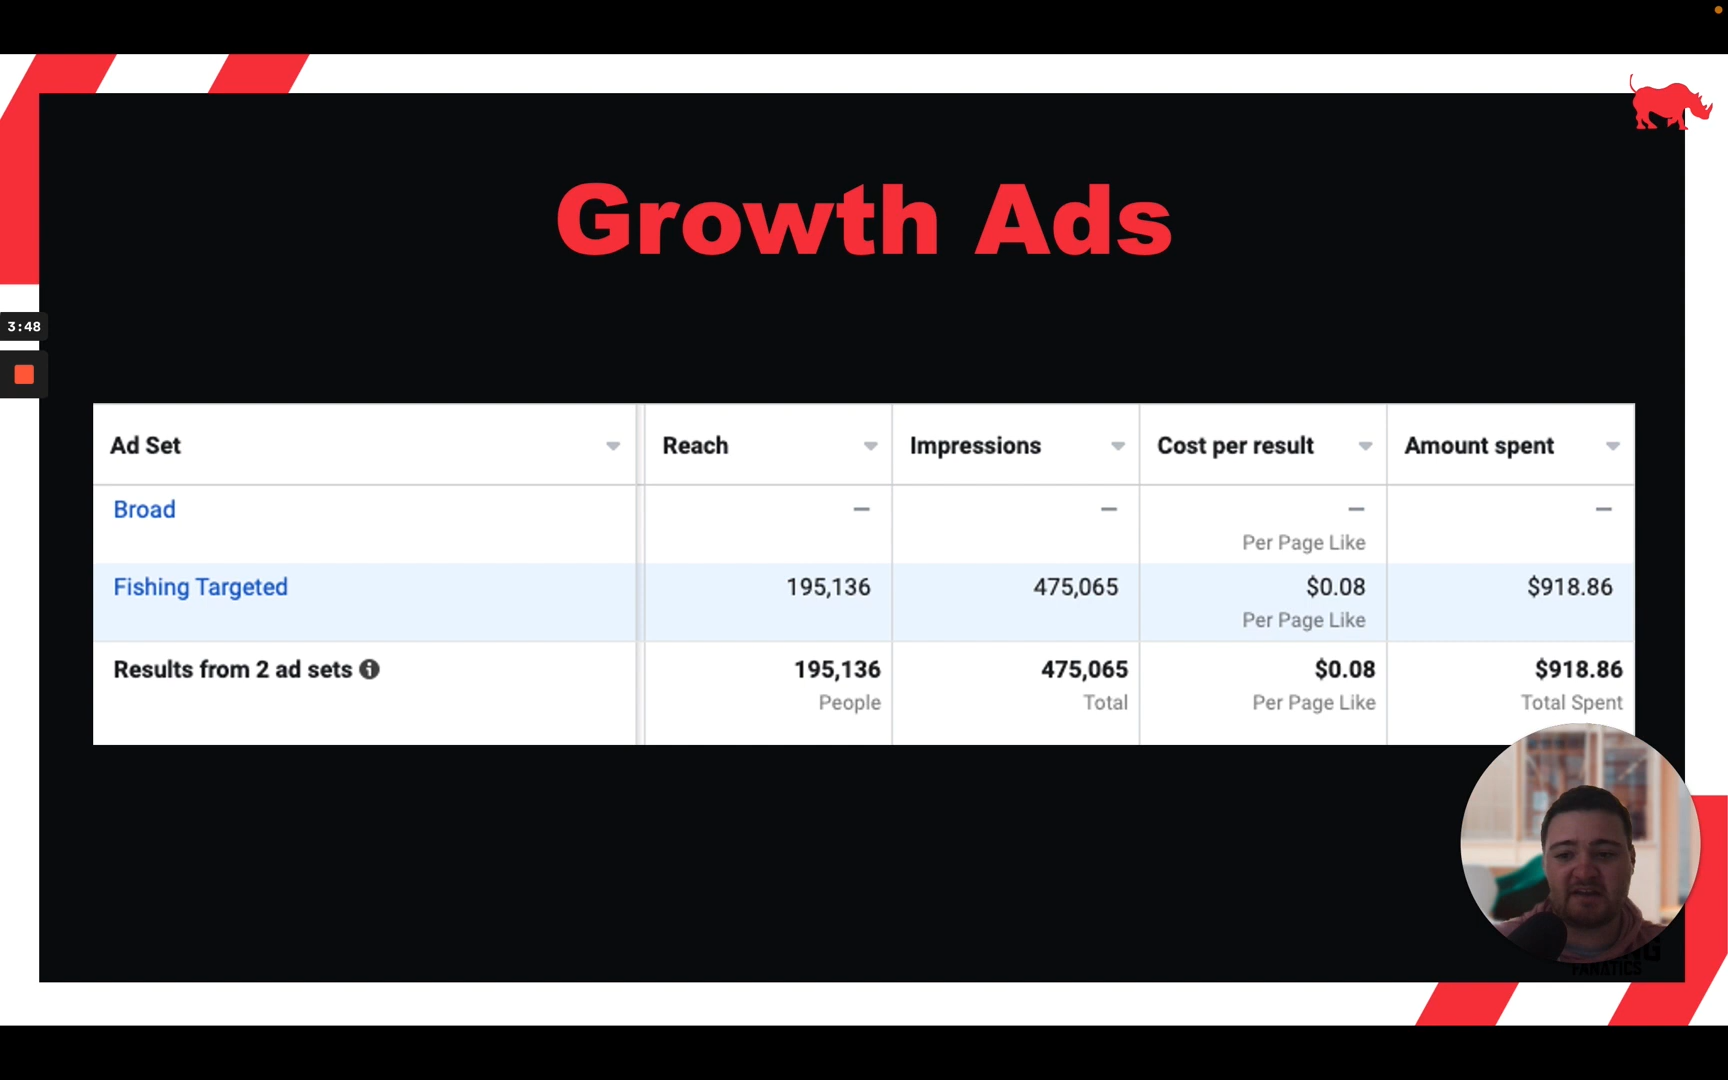 Growth Ads
3:48
Ad Set Reach Impressions Cost per result Amount spent
Broad — — — —
Per Page Like
Fishing Targeted 195,136 475,065 $0.08 $918.86
Per Page Like
Results from 2 ad sets 195,136 475,065 $0.08 $918.86
People Total Per Page Like Total Spent
FANATICS